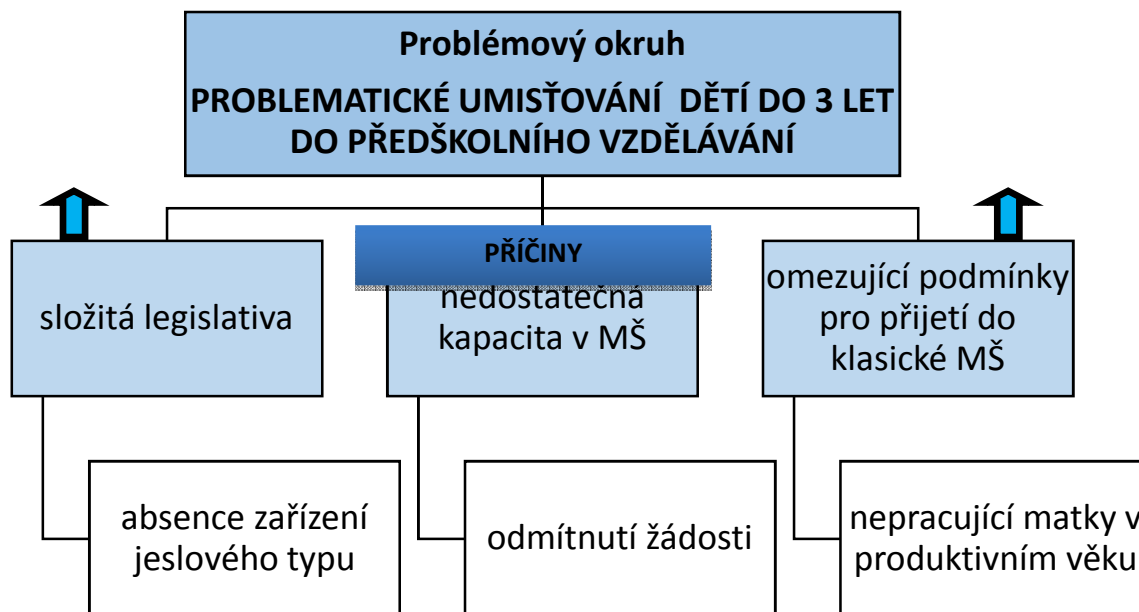 Problémový okruh
PROBLEMATICKÉ UMISŤOVÁNÍ DĚTÍ DO 3 LET
DO PŘEDŠKOLNÍHO VZDĚLÁVÁNÍ
PŘÍČINY
složitá legislativa
nedostatečná
kapacita v MŠ
omezující podmínky
pro přijetí do
klasické MŠ
absence zařízení
jeslového typu
odmítnutí žádosti
nepracující matky v
produktivním věku